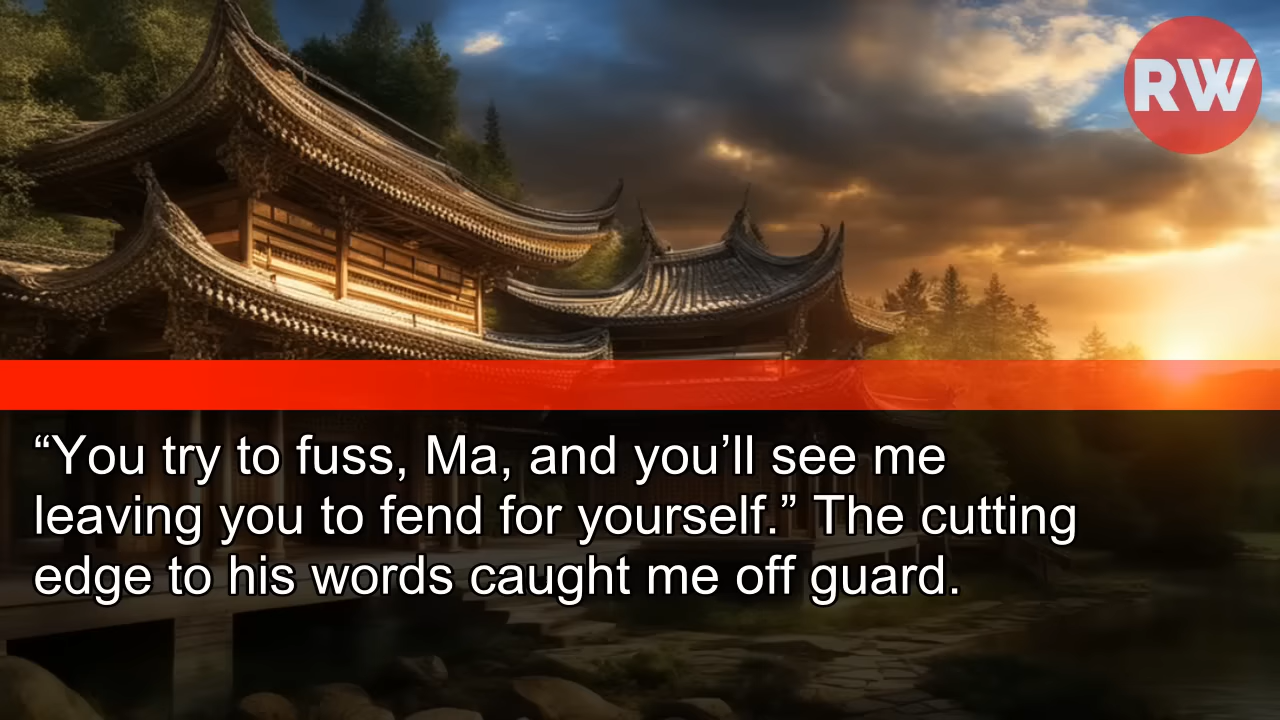 RW
“You try to fuss, Ma, and you’ll see me
leaving you to fend for yourself.” The cutting
edge to his words caught me off guard.